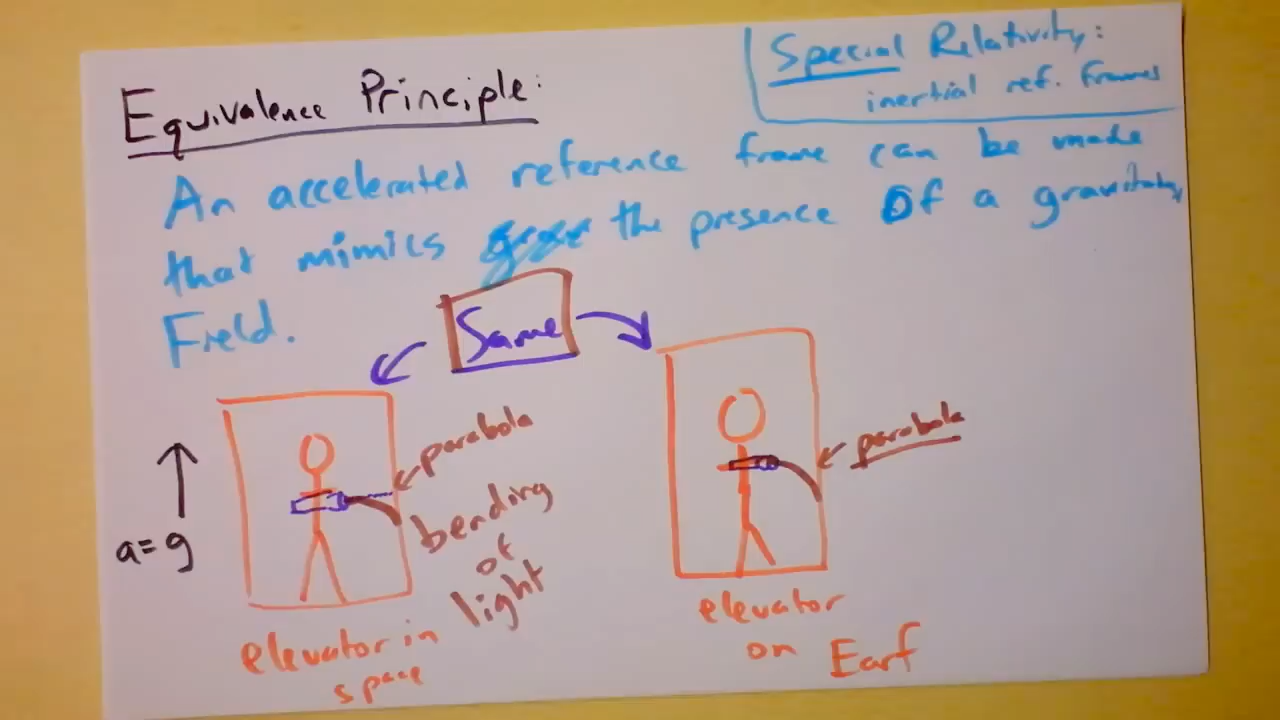 Equivalence Principle:
Special Relativity:
inertial ref. frames
An accelerated reference frame can be made
that mimics the presence of a gravitational
Field.
Same
parabola
parabola
bending
of
light
a=g
elevator in
space
elevator
on Earf